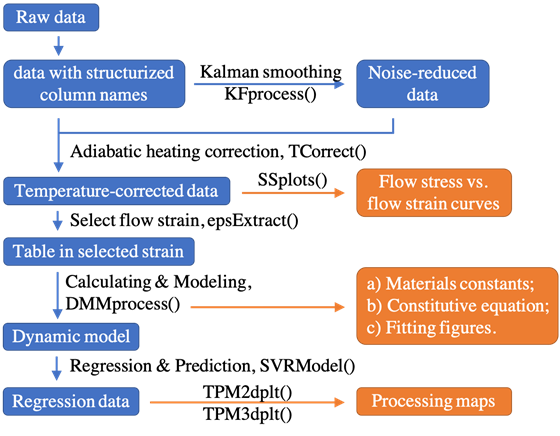 Raw data
data with structurized
column names
Kalman smoothing
KFprocess()
Noise-reduced
data
Adiabatic heating correction, TCorrect()
Temperature-corrected data
SSplots()
Flow stress vs.
flow strain curves
Select flow strain, epsExtract()
Table in selected strain
Calculating & Modeling,
DMMprocess()
a) Materials constants;
b) Constitutive equation;
c) Fitting figures.
Dynamic model
Regression & Prediction, SVRModel()
Regression data
TPM2dplt()
TPM3dplt()
Processing maps